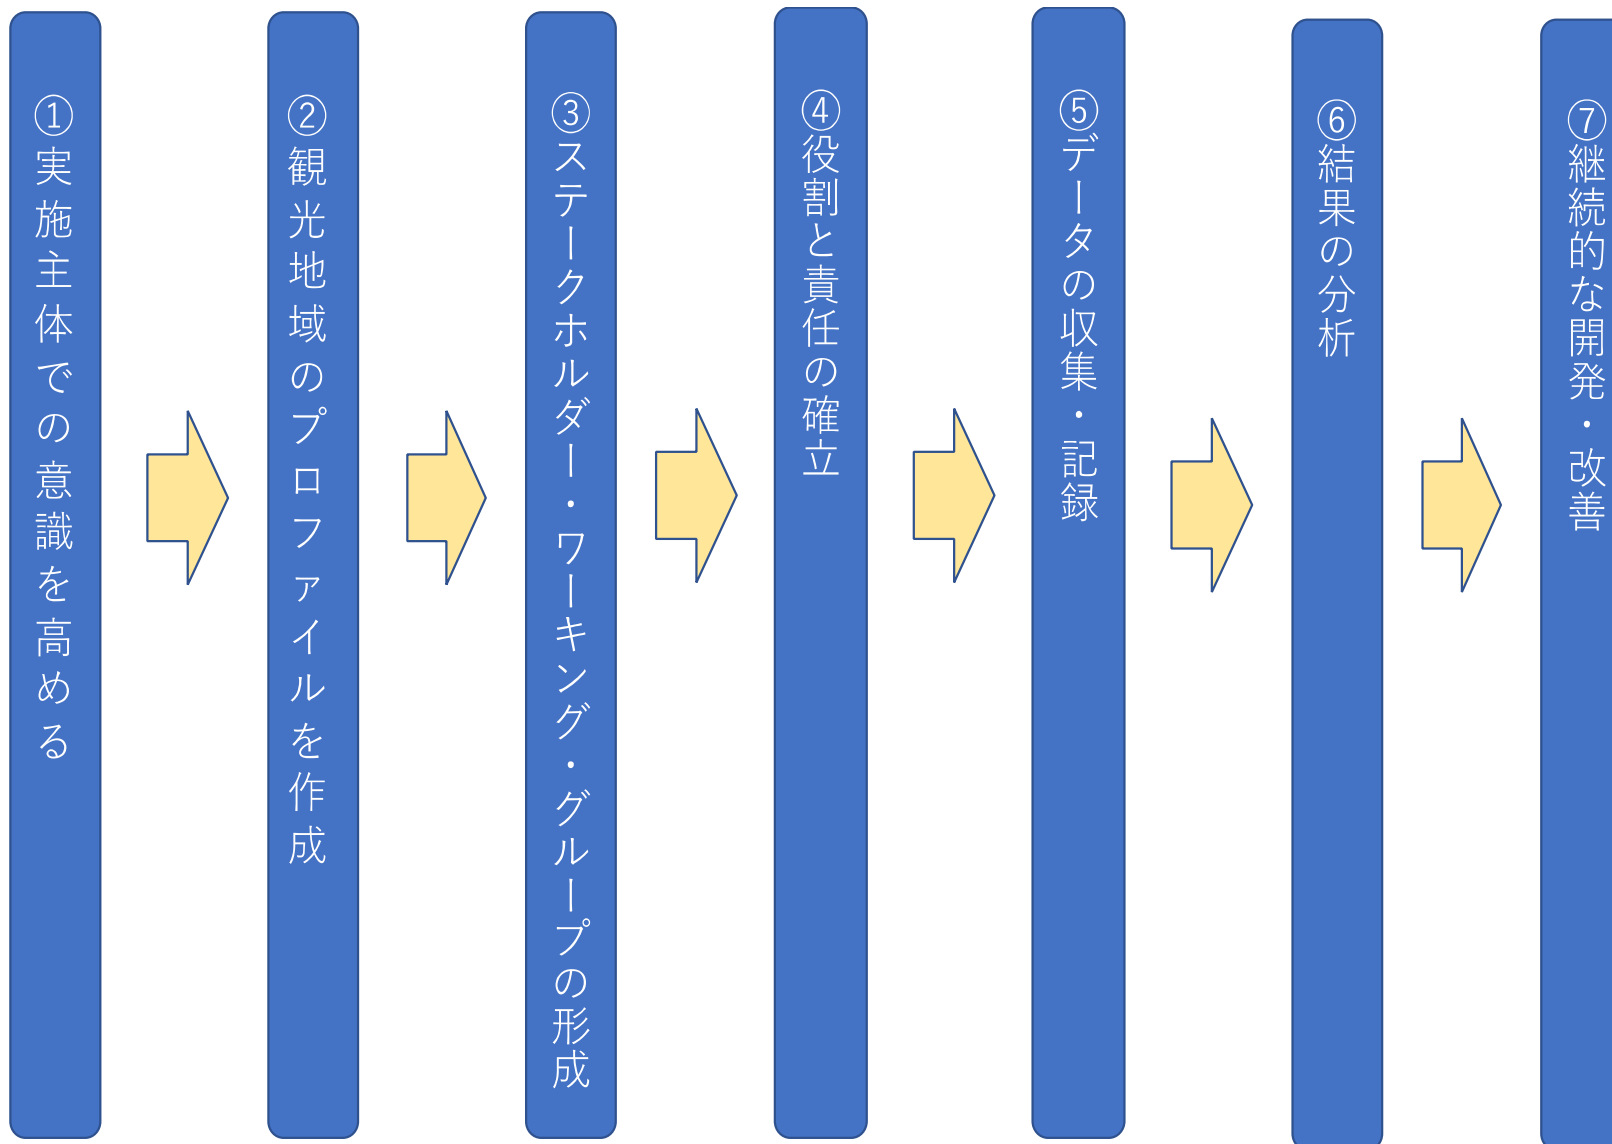 ①実施主体での意識を高める
②観光地域のプロファイルを作成
③ステークホルダー・ワーキング・グループの形成
④役割と責任の確立
⑤データの収集・記録
⑥結果の分析
⑦継続的な開発・改善